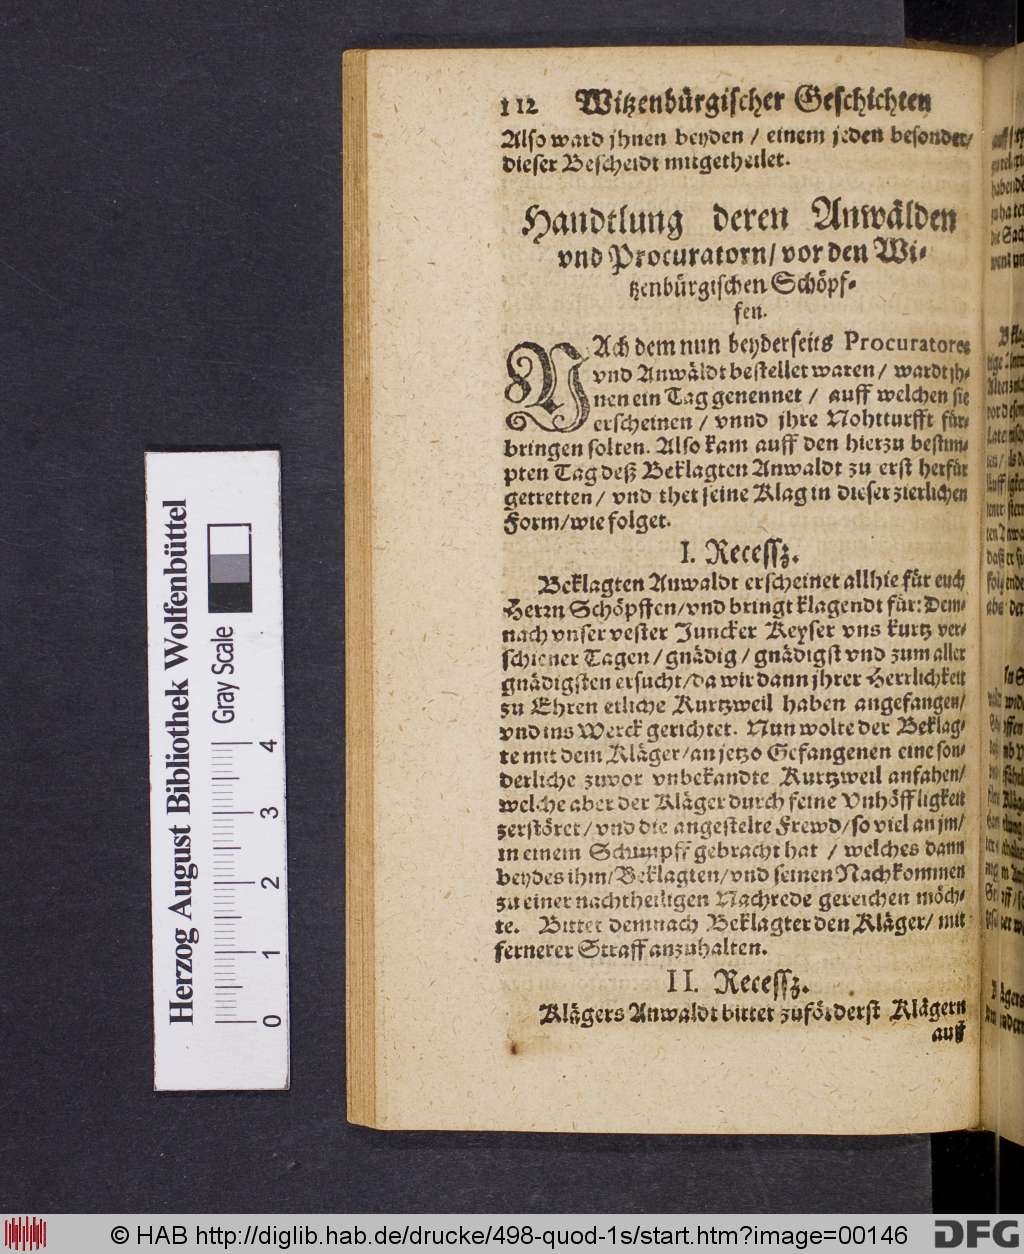 112 Witzenbürgischer Geschichten
Also ward jhnen beyden / einem jeden besonder /
dieser Bescheidt mitgetheilet.
Handtlung deren Anwälden
vnd Procuratorn / vor den Wi-
tzenbürgischen Schöpf-
fen.
NAch dem nun beyderseits Procuratores
vnd Anwäldt bestellet waren / wardt jh-
nen ein Tag genennet / auff welchen sie
erscheinen / vnnd jhre Nohtturfft für-
bringen solten. Also kam auff den hierzu bestim-
pten Tag deß Beklagten Anwaldt zu erst herfür
getretten / vnd thet seine Klag in dieser zierlichen
Form / wie folget.
I. Recessz.
Beklagten Anwaldt erscheinet allhie für euch
Herrn Schöpffen / vnd bringt klagendt für: Dem-
nach vnser vester Juncker Keyser vns kurtz ver-
schiener Tagen / gnädig / gnädigst vnd zum aller
gnädigsten ersucht / da wir dann jhrer Herrlichkeit
zu Ehren etliche Kurtzweil haben angefangen /
vnd ins Werck gerichtet. Nun wolte der Beklag-
te mit dem Kläger / an jetzo Gefangenen eine son-
derliche zuvor vnbekandte Kurtzweil anfahen /
welche aber der Kläger durch seine Vnhöffligkeit
zerstöret / vnd die angestelte Frewd / so viel an jm /
in einem Schumpff gebracht hat / welches dann
beydes ihm / Beklagten / vnd seinen Nachkommen
zu einer nachtheiligen Nachrede gereichen möch-
te. Bittet demnach Beklagter den Kläger / mit
fernerer Straff anzuhalten.
II. Recessz.
Klägers Anwaldt bittet zuförderst Klägern
auff
Herzog August Bibliothek Wolfenbüttel
Gray Scale
0 1 2 3 4
© HAB http://diglib.hab.de/drucke/498-quod-1s/start.htm?image=00146
DFG